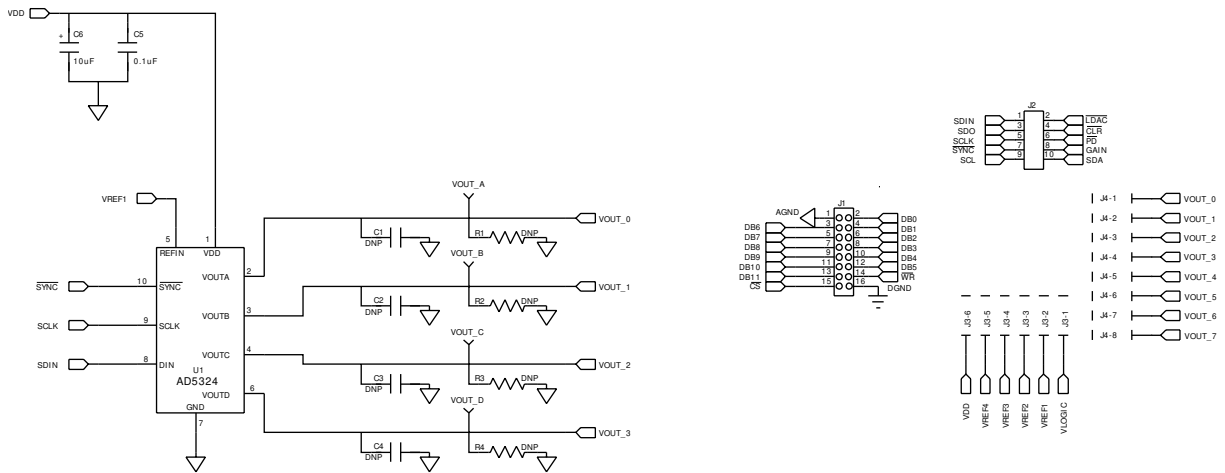 VDD
+
C6
10uF
C5
0.1uF
VREF1
5
1
REFIN
VDD
VOUTA
2
SYNC
10
SYNC
VOUTB
3
SCLK
9
SCLK
VOUTC
4
SDIN
8
DIN
U1
AD5324
VOUTD
6
GND
7
VOUT_A
C1
DNP
R1
DNP
VOUT_0
VOUT_B
C2
DNP
R2
DNP
VOUT_1
VOUT_C
C3
DNP
R3
DNP
VOUT_2
VOUT_D
C4
DNP
R4
DNP
VOUT_3
J1
AGND
1
2
DB0
DB6
3
4
DB1
DB7
5
6
DB2
DB8
7
8
DB3
DB9
9
10
DB4
DB10
11
12
DB5
DB11
13
14
WR
CS
15
16
DGND
J2
SDIN
1
2
LDAC
SDO
3
4
CLR
SCLK
5
6
PD
SYNC
7
8
GAIN
SCL
9
10
SDA
J4-1
VOUT_0
J4-2
VOUT_1
J4-3
VOUT_2
J4-4
VOUT_3
J4-5
VOUT_4
J4-6
VOUT_5
J4-7
VOUT_6
J4-8
VOUT_7
J3-6
VDD
J3-5
VREF4
J3-4
VREF3
J3-3
VREF2
J3-2
VREF1
J3-1
VLOGIC